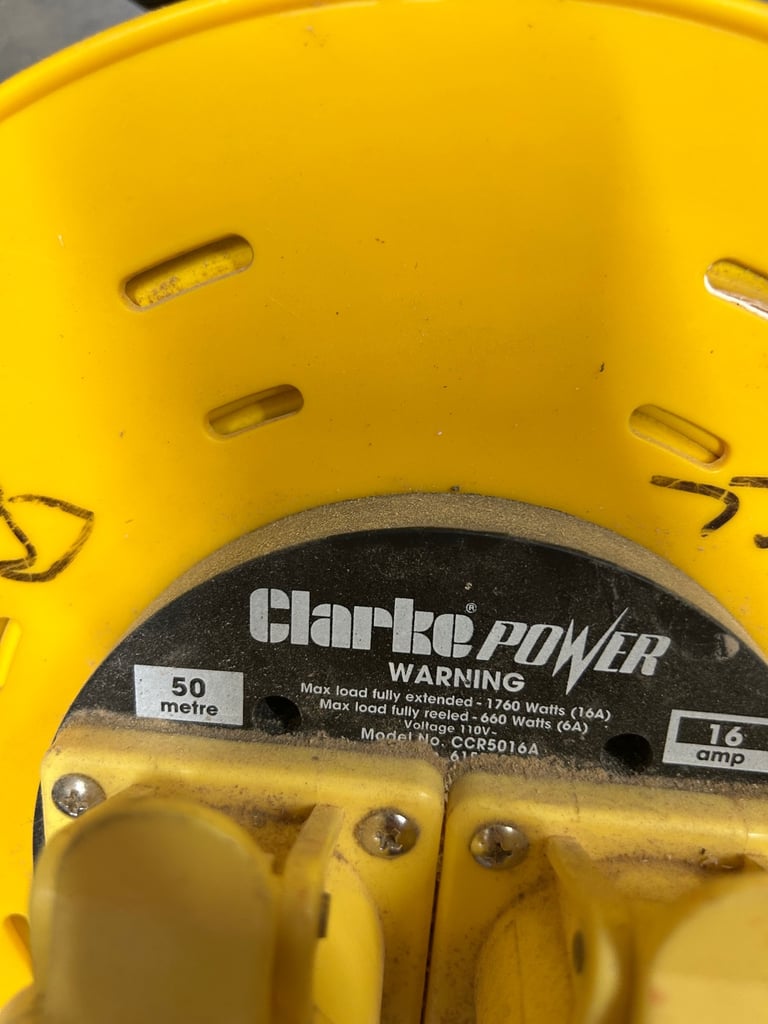 Clarke® POWER
WARNING
Max load fully extended - 1760 Watts (16A)
Max load fully reeled - 660 Watts (6A)
Voltage 110V~
Model No. CCR5016A
50
metre
16
amp